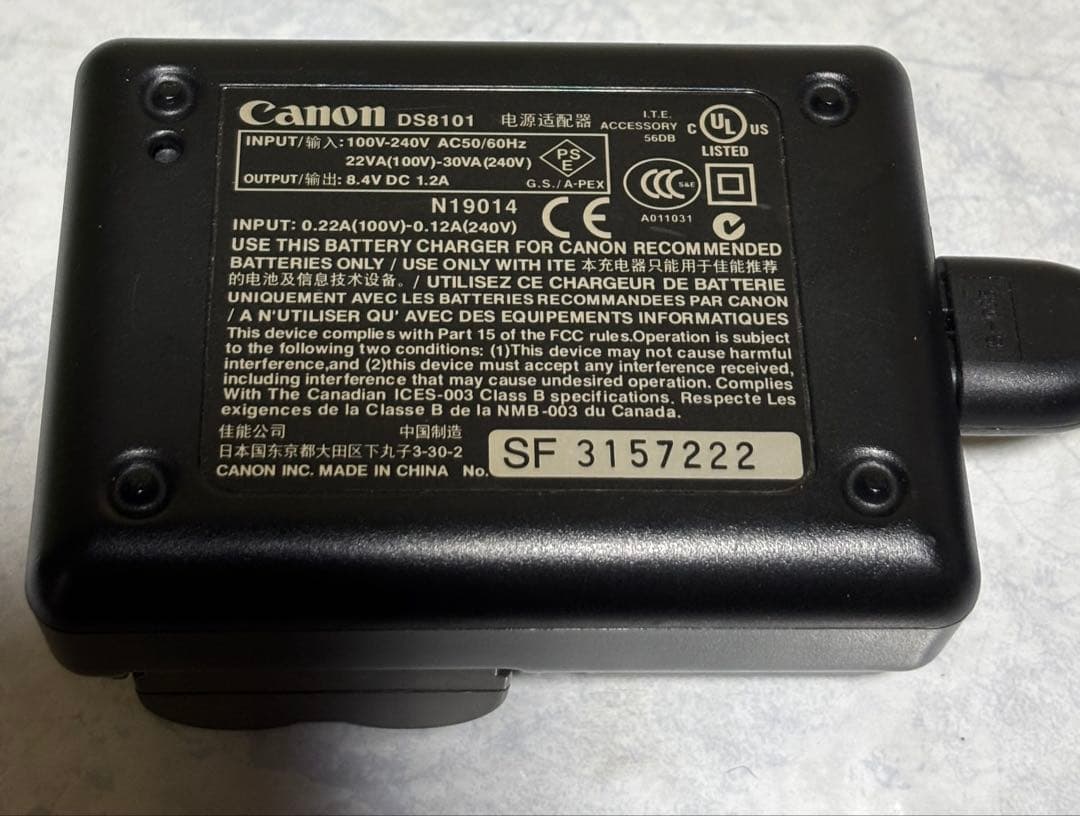 Canon DS8101 电源适配器
I.T.E.
ACCESSORY
56DB
C UL US
LISTED
INPUT/输入: 100V-240V AC50/60Hz
22VA(100V)-30VA(240V)
OUTPUT/输出: 8.4V DC 1.2A
PSE
G.S./A-PEX
CCC S&E
A011031
N19014
CE
INPUT: 0.22A(100V)-0.12A(240V)
USE THIS BATTERY CHARGER FOR CANON RECOMMENDED
BATTERIES ONLY / USE ONLY WITH ITE 本充电器只能用于佳能推荐
的电池及信息技术设备。/ UTILISEZ CE CHARGEUR DE BATTERIE
UNIQUEMENT AVEC LES BATTERIES RECOMMANDEES PAR CANON
/ A N'UTILISER QU' AVEC DES EQUIPEMENTS INFORMATIQUES
This device complies with Part 15 of the FCC rules.Operation is subject
to the following two conditions: (1)This device may not cause harmful
interference,and (2)this device must accept any interference received,
including interference that may cause undesired operation. Complies
With The Canadian ICES-003 Class B specifications. Respecte Les
exigences de la Classe B de la NMB-003 du Canada.
佳能公司 中国制造
日本国东京都大田区下丸子3-30-2
CANON INC. MADE IN CHINA No. SF 3157222